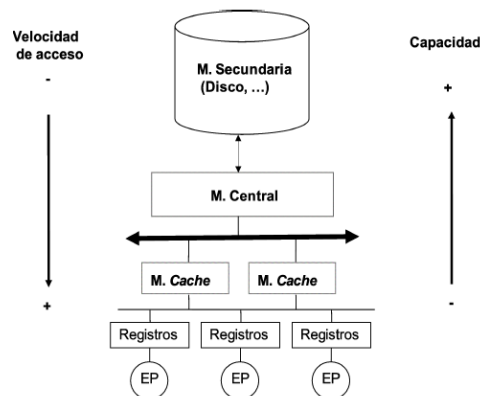 Velocidad
de acceso
-
+
M. Secundaria
(Disco, ...)
M. Central
M. Cache
M. Cache
Registros
Registros
Registros
EP
EP
EP
Capacidad
+
-